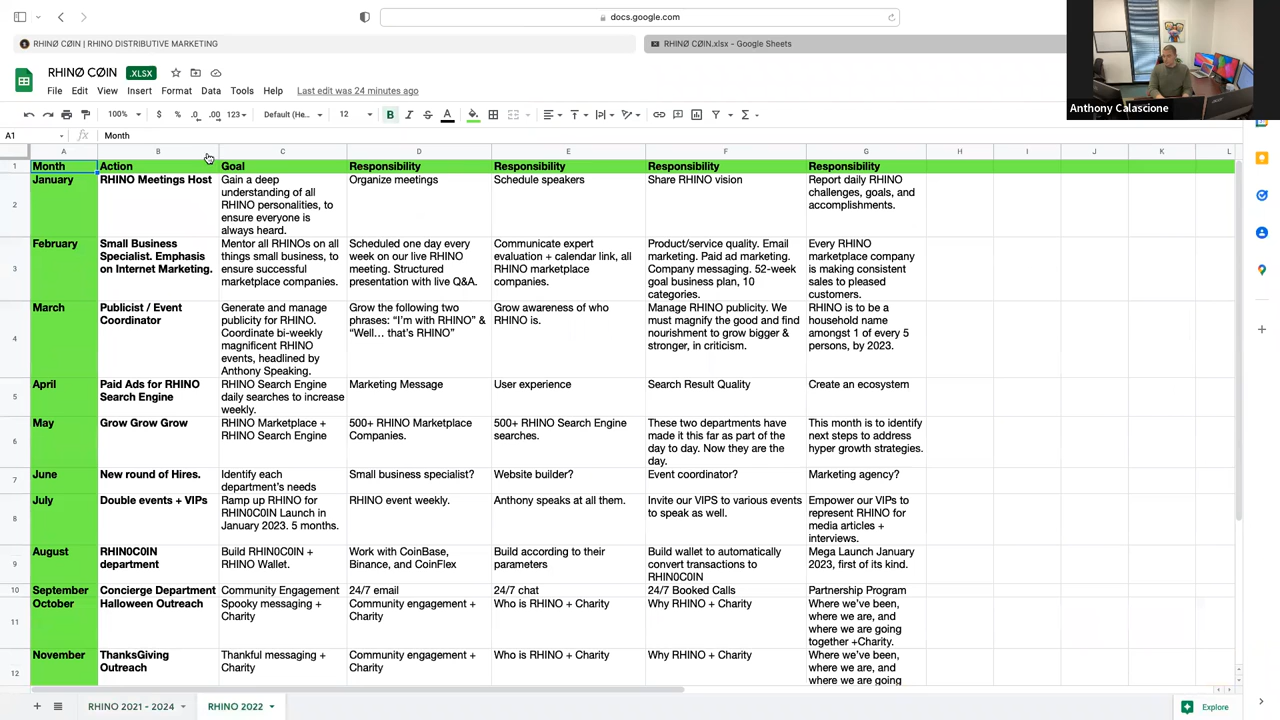 docs.google.com
RHINØ CØIN | RHINO DISTRIBUTIVE MARKETING
RHINØ CØIN.xlsx - Google Sheets
Anthony Calascione
RHINØ CØIN .XLSX
File Edit View Insert Format Data Tools Help Last edit was 24 minutes ago
100% $ % .0 .00 123 Default (He... 12 B I S A
A1 fx Month
A B C D E F G H I J K L
1 Month Action Goal Responsibility Responsibility Responsibility Responsibility
January RHINO Meetings Host Gain a deep Organize meetings Schedule speakers Share RHINO vision Report daily RHINO
understanding of all challenges, goals, and
2 RHINO personalities, to accomplishments.
ensure everyone is
always heard.
February Small Business Mentor all RHINOs on all Scheduled one day every Communicate expert Product/service quality. Email Every RHINO
Specialist. Emphasis things small business, to week on our live RHINO evaluation + calendar link, all marketing. Paid ad marketing. marketplace company
3 on Internet Marketing. ensure successful meeting. Structured RHINO marketplace Company messaging. 52-week is making consistent
marketplace companies. presentation with live Q&A. companies. goal business plan, 10 sales to pleased
categories. customers.
March Publicist / Event Generate and manage Grow the following two Grow awareness of who Manage RHINO publicity. We RHINO is to be a
Coordinator publicity for RHINO. phrases: “I’m with RHINO” & RHINO is. must magnify the good and find household name
4 Coordinate bi-weekly “Well… that’s RHINO” nourishment to grow bigger & amongst 1 of every 5
magnificent RHINO stronger, in criticism. persons, by 2023.
events, headlined by
Anthony Speaking.
April Paid Ads for RHINO RHINO Search Engine Marketing Message User experience Search Result Quality Create an ecosystem
5 Search Engine daily searches to increase
weekly.
May Grow Grow Grow RHINO Marketplace + 500+ RHINO Marketplace 500+ RHINO Search Engine These two departments have This month is to identify
6 RHINO Search Engine Companies. searches. made it this far as part of the next steps to address
day to day. Now they are the hyper growth strategies.
day.
June New round of Hires. Identify each Small business specialist? Website builder? Event coordinator? Marketing agency?
7 department’s needs
July Double events + VIPs Ramp up RHINO for RHINO event weekly. Anthony speaks at all them. Invite our VIPS to various events Empower our VIPs to
8 RHIN0C0IN Launch in to speak as well. represent RHINO for
January 2023. 5 months. media articles +
interviews.
August RHIN0C0IN Build RHIN0C0IN + Work with CoinBase, Build according to their Build wallet to automatically Mega Launch January
9 department RHINO Wallet. Binance, and CoinFlex parameters convert transactions to 2023, first of its kind.
RHIN0C0IN
10 September Concierge Department Community Engagement 24/7 email 24/7 chat 24/7 Booked Calls Partnership Program
October Halloween Outreach Spooky messaging + Community engagement + Who is RHINO + Charity Why RHINO + Charity Where we’ve been,
11 Charity Charity where we are, and
where we are going
together +Charity.
November ThanksGiving Thankful messaging + Community engagement + Who is RHINO + Charity Why RHINO + Charity Where we’ve been,
12 Outreach Charity Charity where we are, and
where we are going
RHINO 2021 - 2024 RHINO 2022 Explore